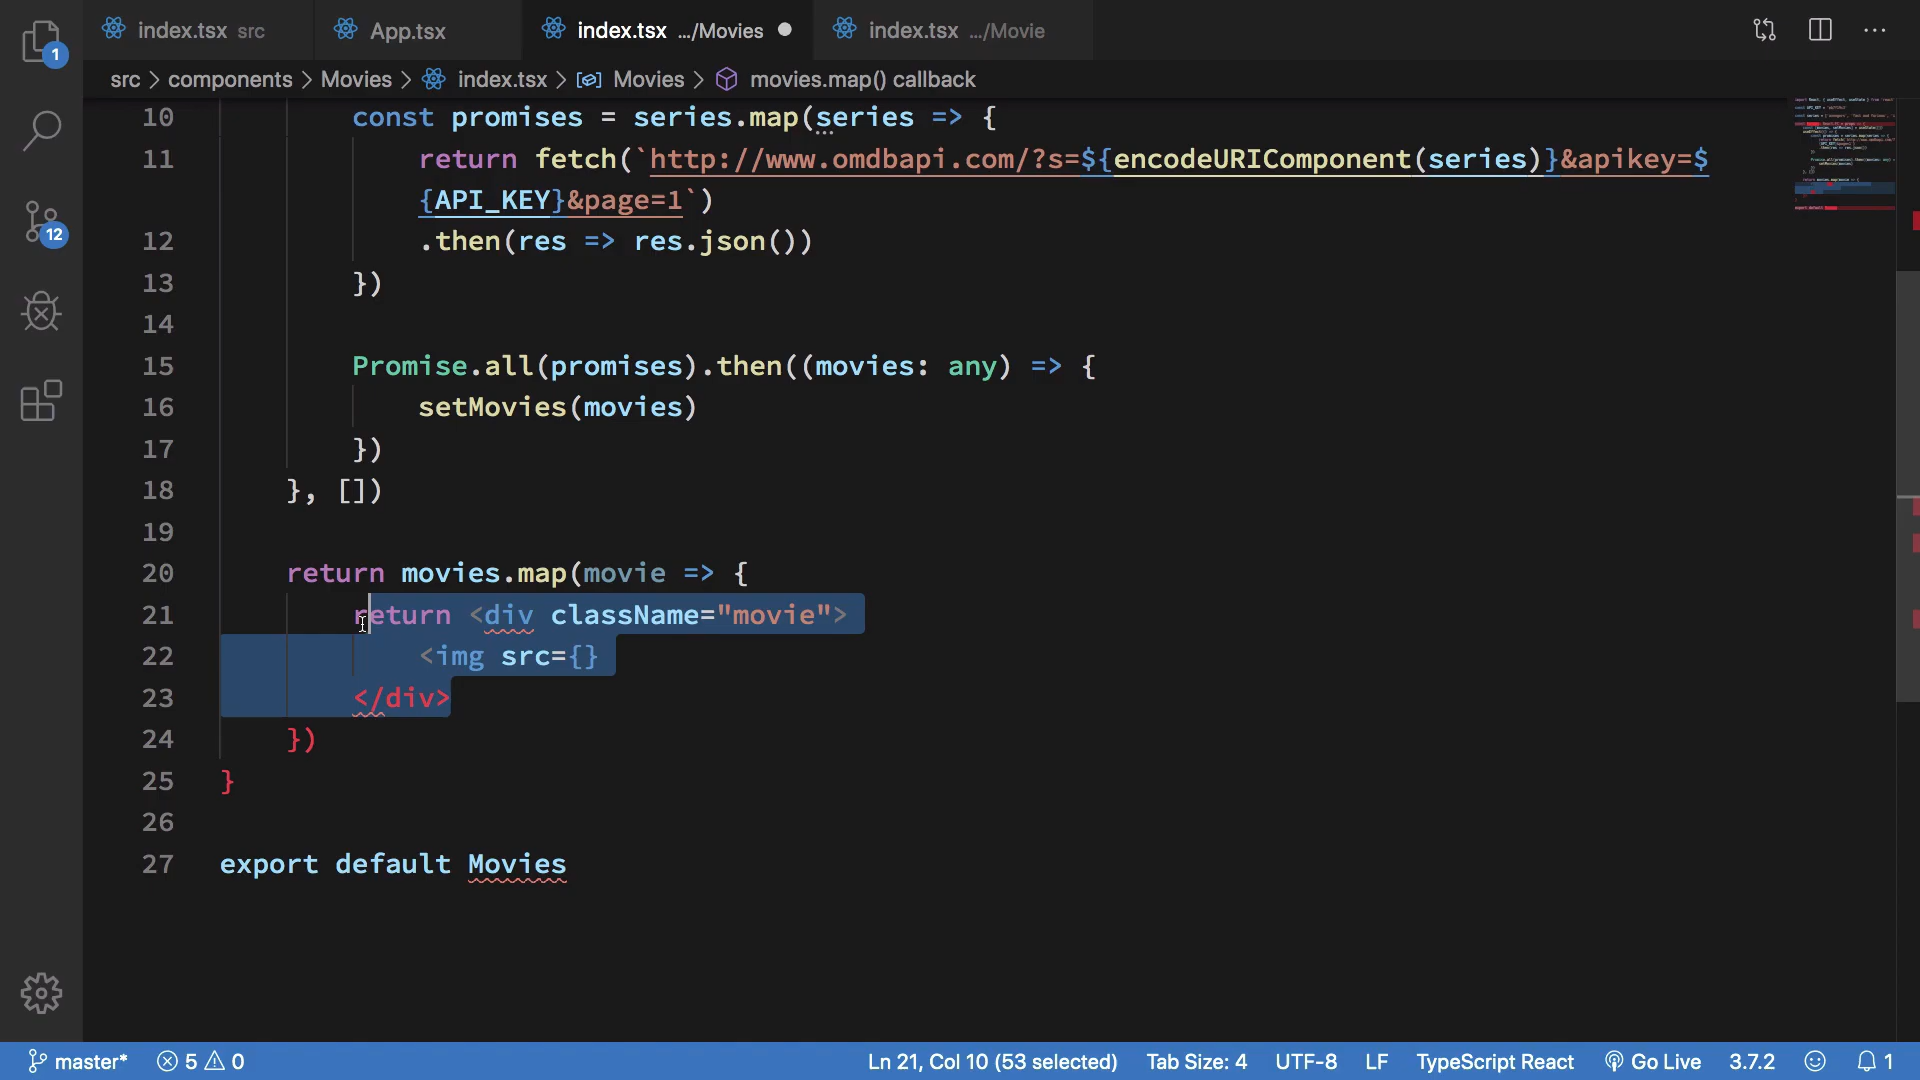 1
index.tsx src
App.tsx
index.tsx .../Movies
index.tsx .../Movie
src > components > Movies > index.tsx > Movies > movies.map() callback
12
10 const promises = series.map(series => {
11 return fetch(`http://www.omdbapi.com/?s=${encodeURIComponent(series)}&apikey=$
{API_KEY}&page=1`)
12 .then(res => res.json())
13 })
14
15 Promise.all(promises).then((movies: any) => {
16 setMovies(movies)
17 })
18 }, [])
19
20 return movies.map(movie => {
21 return <div className="movie">
22 <img src={}
23 </div>
24 })
25 }
26
27 export default Movies
master* 5 0 Ln 21, Col 10 (53 selected) Tab Size: 4 UTF-8 LF TypeScript React Go Live 3.7.2 1